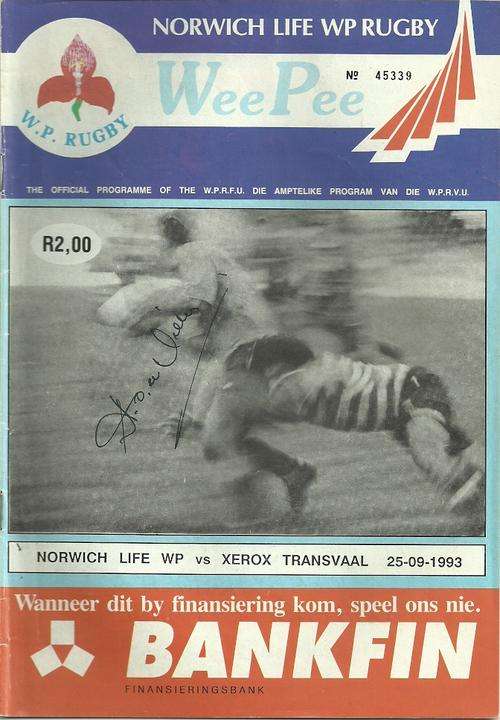 NORWICH LIFE WP RUGBY
WeePee
Nº 45339
W.P. RUGBY
THE OFFICIAL PROGRAMME OF THE W.P.R.F.U. DIE AMPTELIKE PROGRAM VAN DIE W.P.R.V.U.
R2,00
NORWICH LIFE WP vs XEROX TRANSVAAL 25-09-1993
Wanneer dit by finansiering kom, speel ons nie.
BANKFIN
FINANSIERINGSBANK